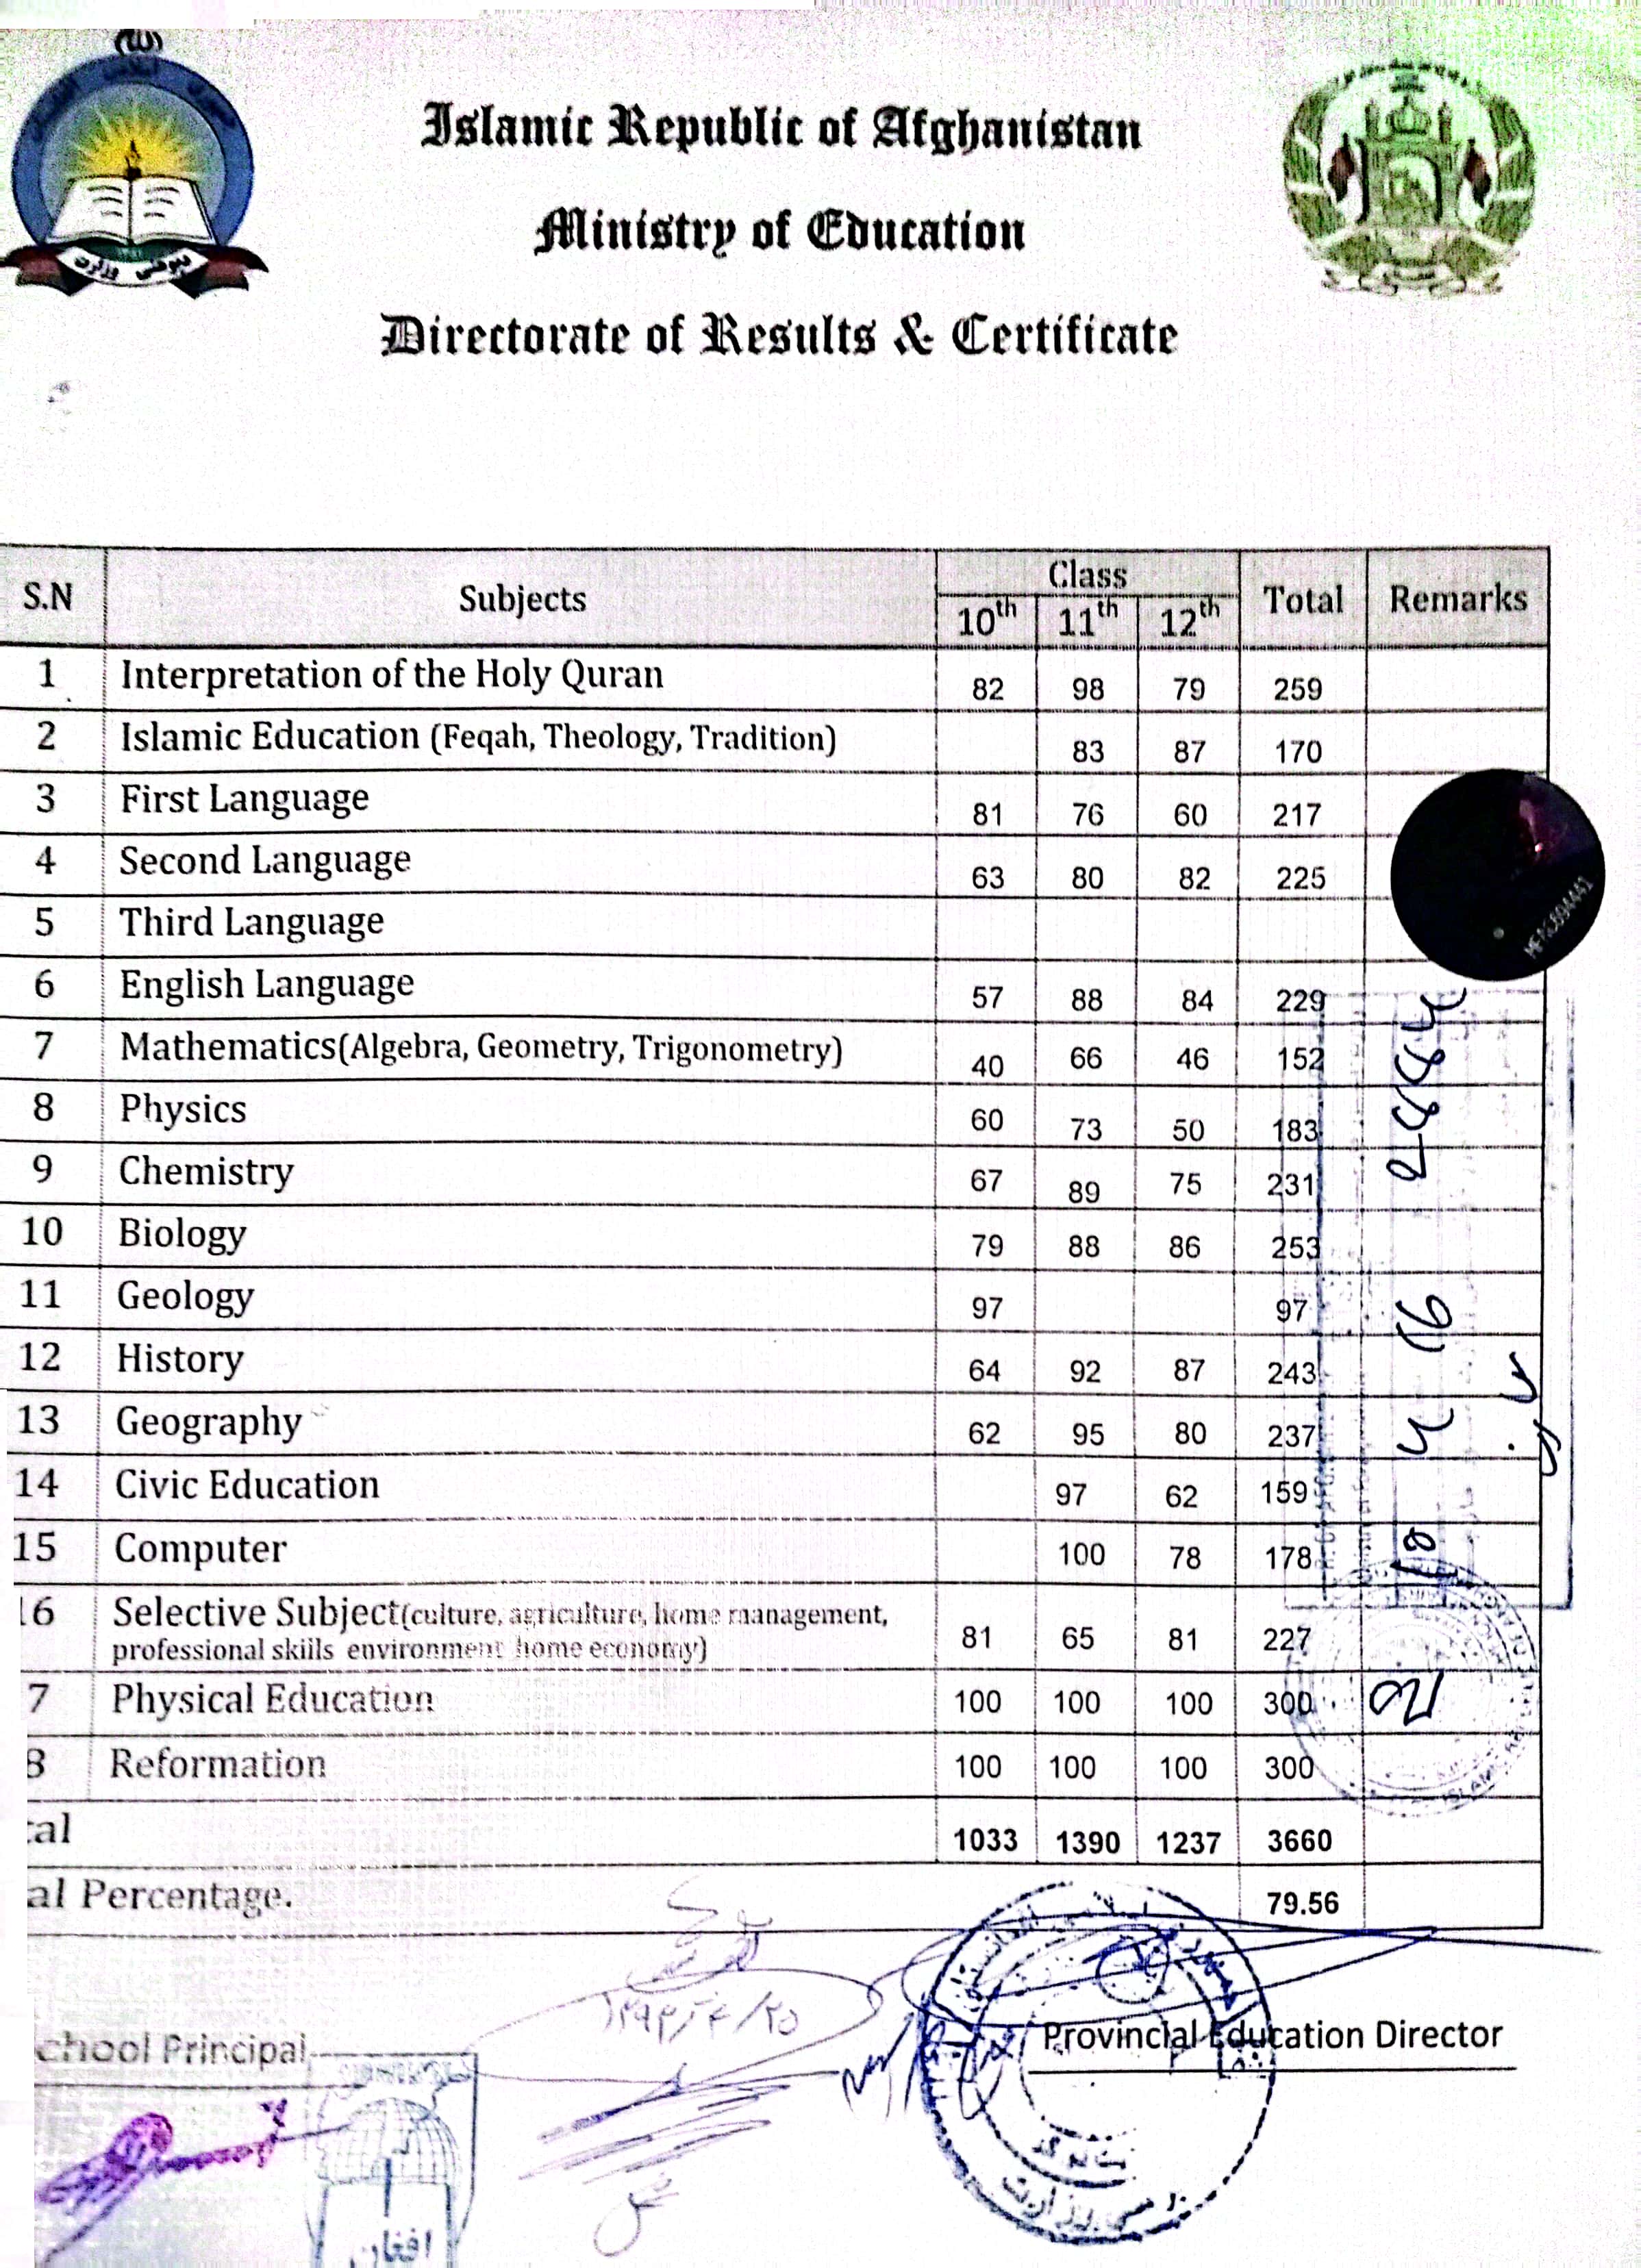 Islamic Republic of Afghanistan
Ministry of Education
Directorate of Results & Certificate
S.N Subjects Class Total Remarks
10th 11th 12th
1 Interpretation of the Holy Quran 82 98 79 259
2 Islamic Education (Feqah, Theology, Tradition) 83 87 170
3 First Language 81 76 60 217
4 Second Language 63 80 82 225
5 Third Language
6 English Language 57 88 84 229
7 Mathematics(Algebra, Geometry, Trigonometry) 40 66 46 152
8 Physics 60 73 50 183
9 Chemistry 67 89 75 231
10 Biology 79 88 86 253
11 Geology 97 97
12 History 64 92 87 243
13 Geography 62 95 80 237
14 Civic Education 97 62 159
15 Computer 100 78 178
16 Selective Subject(culture, agriculture, home management,
professional skills environment home economy) 81 65 81 227
7 Physical Education 100 100 100 300
8 Reformation 100 100 100 300
tal 1033 1390 1237 3660
al Percentage. 79.56
chool Principal
Provincial Education Director
افغان